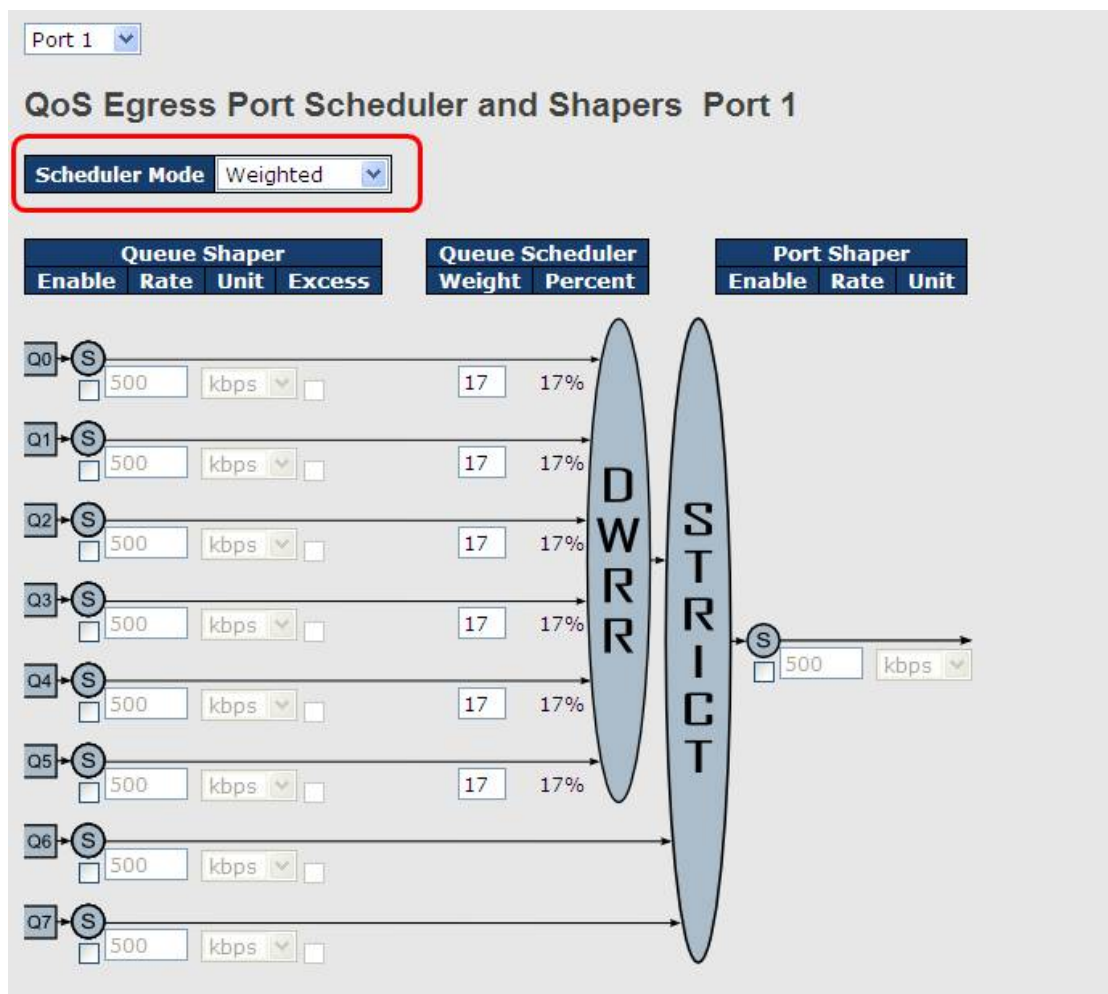 Port 1
QoS Egress Port Scheduler and Shapers Port 1
Scheduler Mode Weighted
Queue Shaper Queue Scheduler Port Shaper
Enable Rate Unit Excess Weight Percent Enable Rate Unit
Q0 S
500 kbps 17 17%
Q1 S
500 kbps 17 17%
Q2 S
500 kbps 17 17%
Q3 S
500 kbps 17 17%
Q4 S
500 kbps 17 17%
Q5 S
500 kbps 17 17%
Q6 S
500 kbps
Q7 S
500 kbps
DWRR
STRICT
S
500 kbps